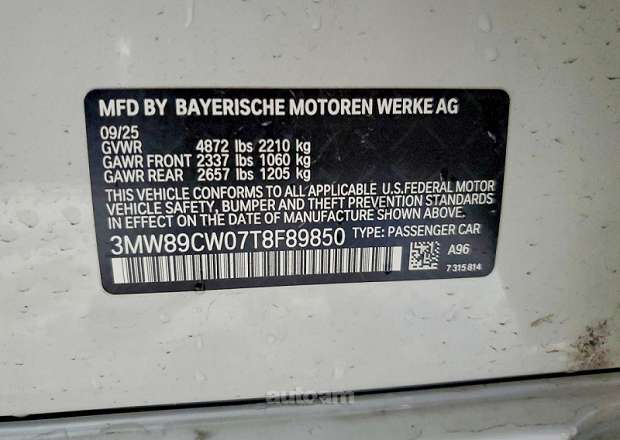 MFD BY BAYERISCHE MOTOREN WERKE AG
09/25
GVWR 4872 lbs 2210 kg
GAWR FRONT 2337 lbs 1060 kg
GAWR REAR 2657 lbs 1205 kg
THIS VEHICLE CONFORMS TO ALL APPLICABLE U.S.FEDERAL MOTOR
VEHICLE SAFETY, BUMPER AND THEFT PREVENTION STANDARDS
IN EFFECT ON THE DATE OF MANUFACTURE SHOWN ABOVE.
3MW89CW07T8F89850 TYPE: PASSENGER CAR
A96
7 315 814
auto.am